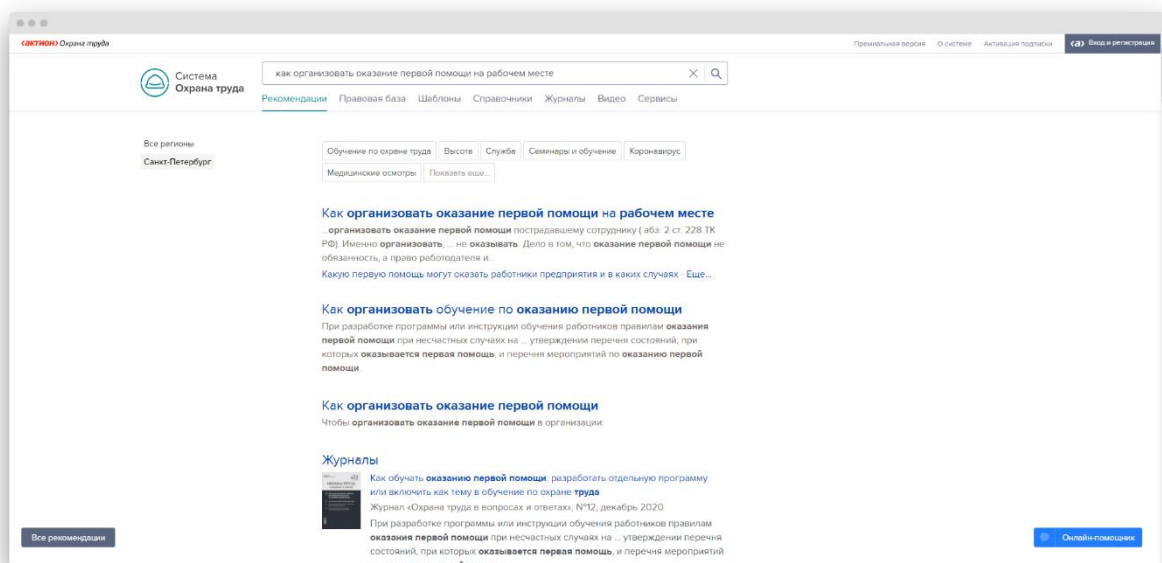 ⟨актион⟩ Охрана труда
Премиальная версия О системе Активация подписки ⟨а⟩ Вход и регистрация
Система
Охрана труда
как организовать оказание первой помощи на рабочем месте
Рекомендации Правовая база Шаблоны Справочники Журналы Видео Сервисы
Все регионы
Санкт-Петербург
Обучение по охране труда Высота Служба Семинары и обучение Коронавирус
Медицинские осмотры Показать еще...
Как организовать оказание первой помощи на рабочем месте
...организовать оказание первой помощи пострадавшему сотруднику ( абз. 2 ст. 228 ТК
РФ). Именно организовать, ... не оказывать. Дело в том, что оказание первой помощи не
обязанность, а право работодателя и...
Какую первую помощь могут оказать работники предприятия и в каких случаях · Еще...
Как организовать обучение по оказанию первой помощи
При разработке программы или инструкции обучения работников правилам оказания
первой помощи при несчастных случаях на ... утверждении перечня состояний, при
которых оказывается первая помощь, и перечня мероприятий по оказанию первой
помощи.
Как организовать оказание первой помощи
Чтобы организовать оказание первой помощи в организации:
Журналы
Как обучать оказанию первой помощи: разработать отдельную программу
или включить как тему в обучение по охране труда
Журнал «Охрана труда в вопросах и ответах», №12, декабрь 2020
При разработке программы или инструкции обучения работников правилам
оказания первой помощи при несчастных случаях на ... утверждении перечня
состояний, при которых оказывается первая помощь, и перечня мероприятий
Все рекомендации
Онлайн-помощник